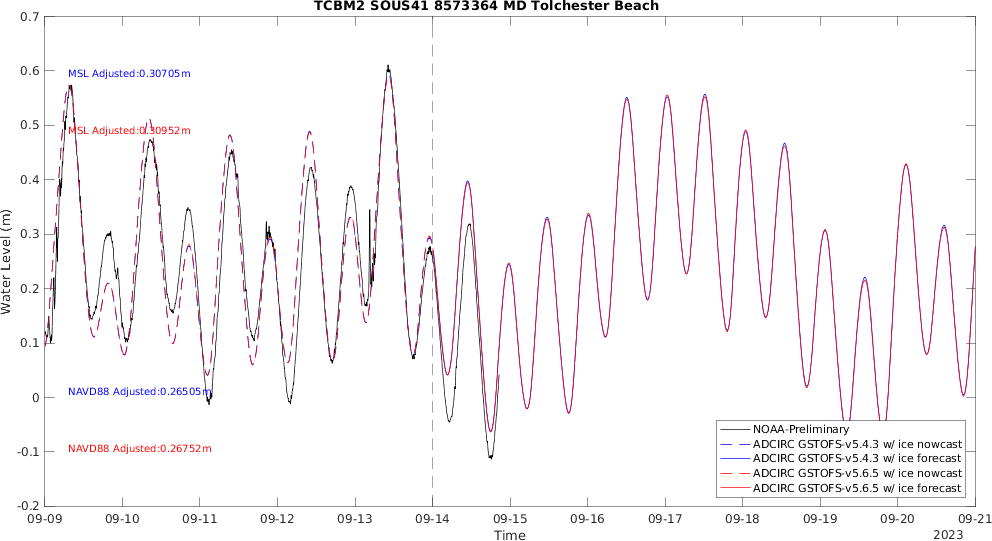 TCBM2 SOUS41 8573364 MD Tolchester Beach
0.7
0.6
0.5
0.4
0.3
0.2
0.1
0
-0.1
-0.2
Water Level (m)
MSL Adjusted:0.30705m
MSL Adjusted:0.30952m
NAVD88 Adjusted:0.26505m
NAVD88 Adjusted:0.26752m
NOAA-Preliminary
ADCIRC GSTOFS-v5.4.3 w/ ice nowcast
ADCIRC GSTOFS-v5.4.3 w/ ice forecast
ADCIRC GSTOFS-v5.6.5 w/ ice nowcast
ADCIRC GSTOFS-v5.6.5 w/ ice forecast
09-09 09-10 09-11 09-12 09-13 09-14 09-15 09-16 09-17 09-18 09-19 09-20 09-21
Time
2023